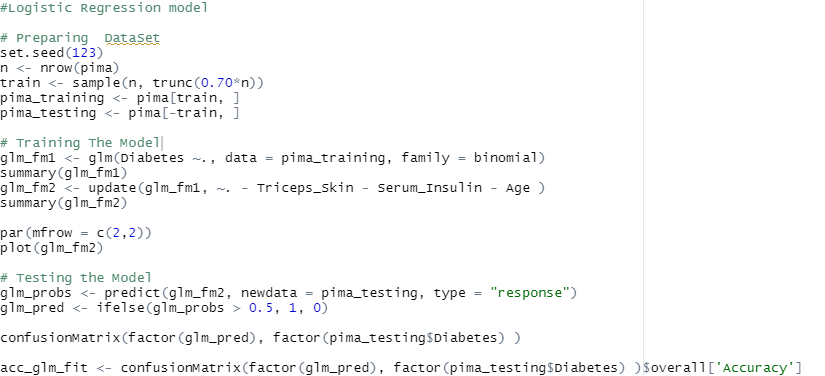 #Logistic Regression model
# Preparing  DataSet
set.seed(123)
n <- nrow(pima)
train <- sample(n, trunc(0.70*n))
pima_training <- pima[train, ]
pima_testing <- pima[-train, ]
# Training The Model
glm_fm1 <- glm(Diabetes ~., data = pima_training, family = binomial)
summary(glm_fm1)
glm_fm2 <- update(glm_fm1, ~. - Triceps_Skin - Serum_Insulin - Age )
summary(glm_fm2)
par(mfrow = c(2,2))
plot(glm_fm2)
# Testing the Model
glm_probs <- predict(glm_fm2, newdata = pima_testing, type = "response")
glm_pred <- ifelse(glm_probs > 0.5, 1, 0)
confusionMatrix(factor(glm_pred), factor(pima_testing$Diabetes) )
acc_glm_fit <- confusionMatrix(factor(glm_pred), factor(pima_testing$Diabetes) )$overall['Accuracy']